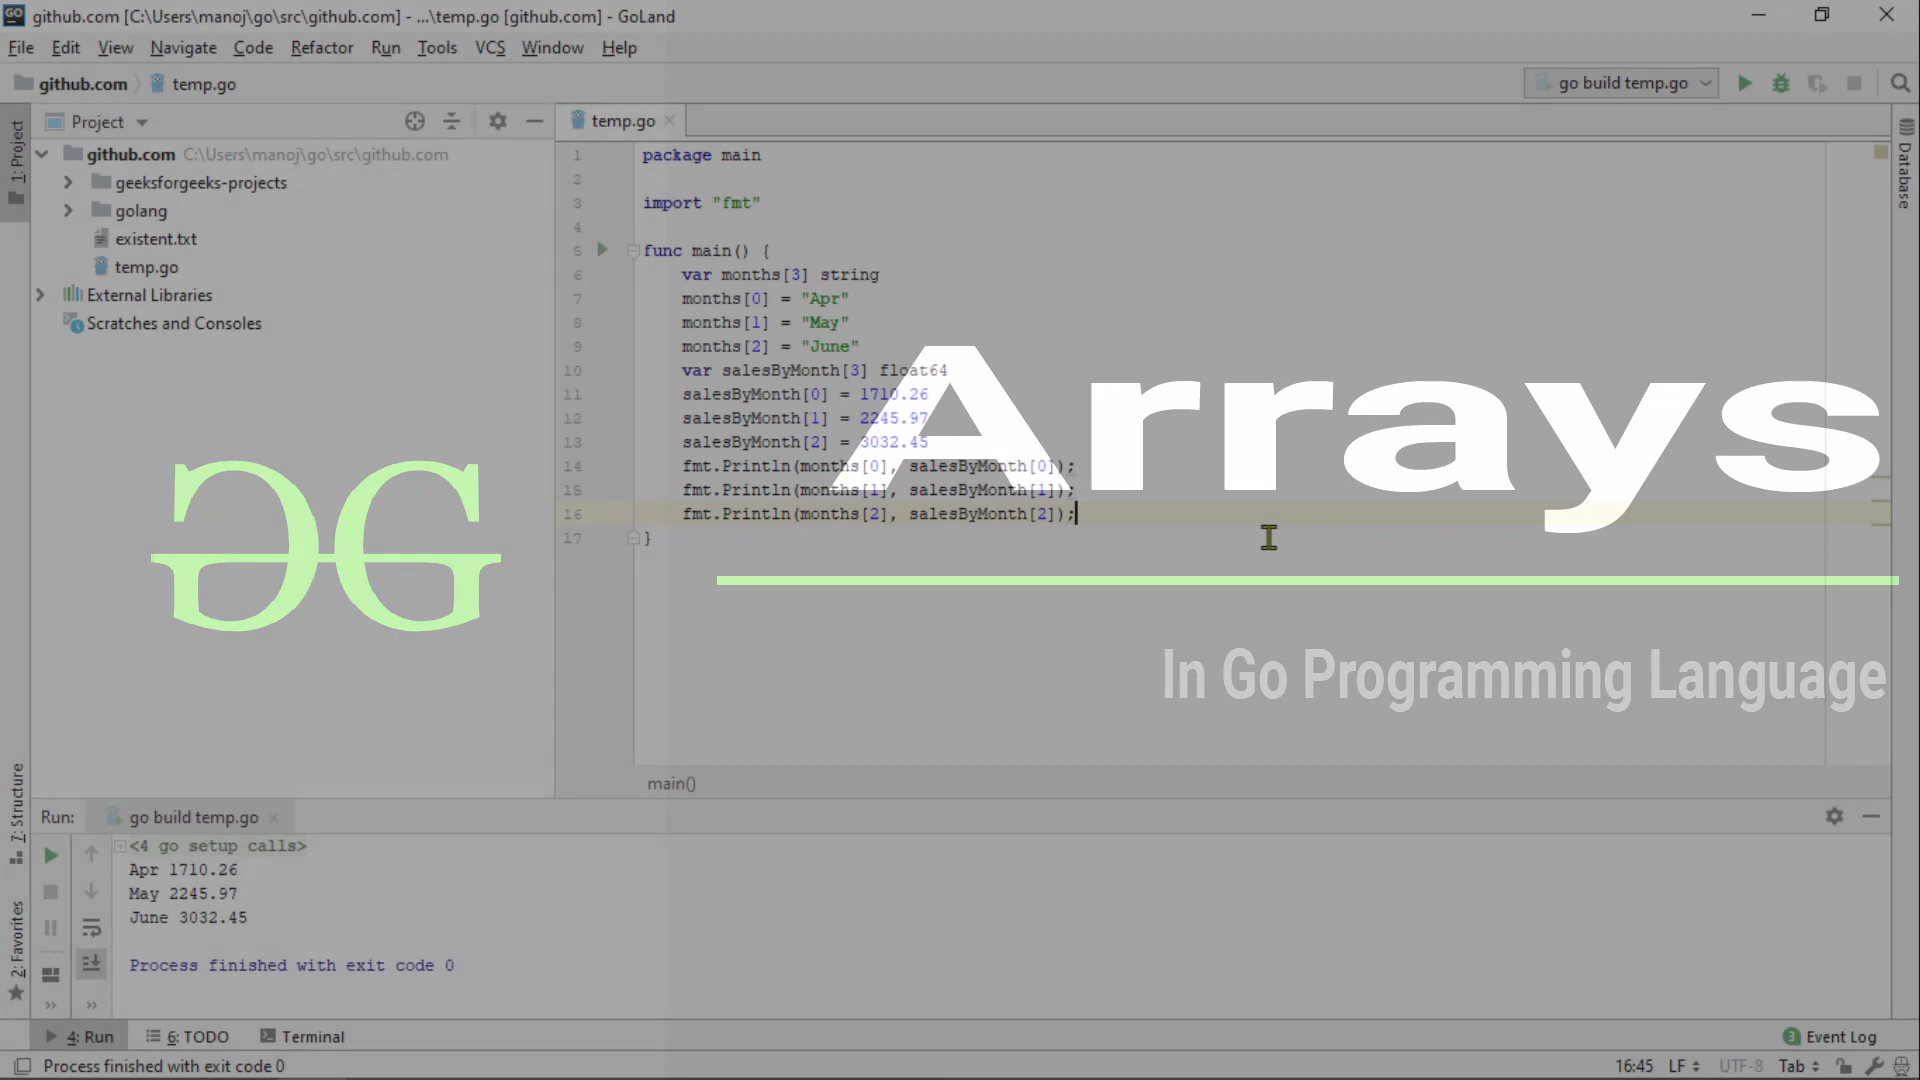 github.com [C:\Users\manoj\go\src\github.com] - ...\temp.go [github.com] - GoLand
File Edit View Navigate Code Refactor Run Tools VCS Window Help
github.com temp.go
go build temp.go
1: Project
Project
temp.go
Database
github.com C:\Users\manoj\go\src\github.com
geeksforgeeks-projects
golang
existent.txt
temp.go
External Libraries
Scratches and Consoles
1 package main
2
3 import "fmt"
4
5 func main() {
6 var months[3] string
7 months[0] = "Apr"
8 months[1] = "May"
9 months[2] = "June"
10 var salesByMonth[3] float64
11 salesByMonth[0] = 1710.26
12 salesByMonth[1] = 2245.97
13 salesByMonth[2] = 3032.45
14 fmt.Println(months[0], salesByMonth[0]);
15 fmt.Println(months[1], salesByMonth[1]);
16 fmt.Println(months[2], salesByMonth[2]);
17 }
Arrays
In Go Programming Language
main()
7: Structure
2: Favorites
Run: go build temp.go
<4 go setup calls>
Apr 1710.26
May 2245.97
June 3032.45
Process finished with exit code 0
4: Run 6: TODO Terminal
3 Event Log
Process finished with exit code 0
16:45 LF UTF-8 Tab